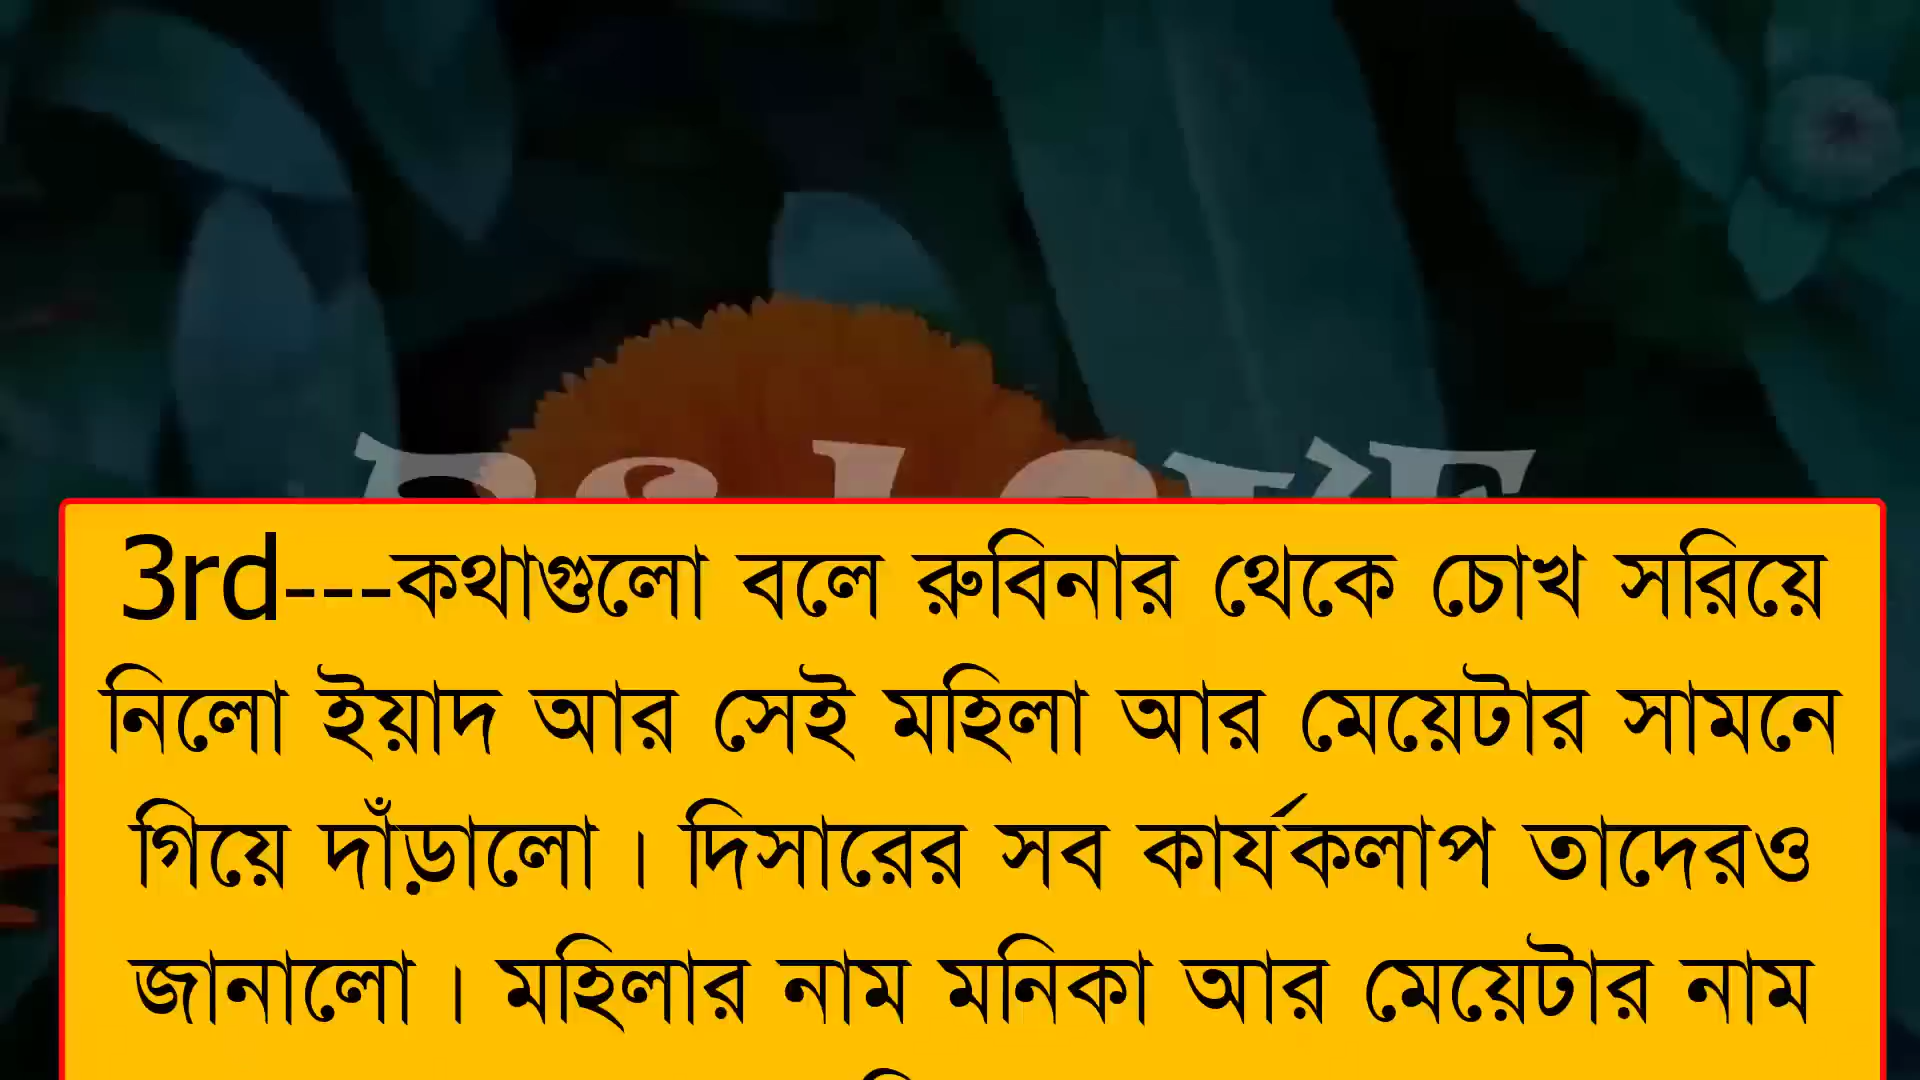 3rd---কথাগুলো বলে রুবিনার থেকে চোখ সরিয়ে
নিলো ইয়াদ আর সেই মহিলা আর মেয়েটার সামনে
গিয়ে দাঁড়ালো। দিসারের সব কার্যকলাপ তাদেরও
জানালো। মহিলার নাম মনিকা আর মেয়েটার নাম